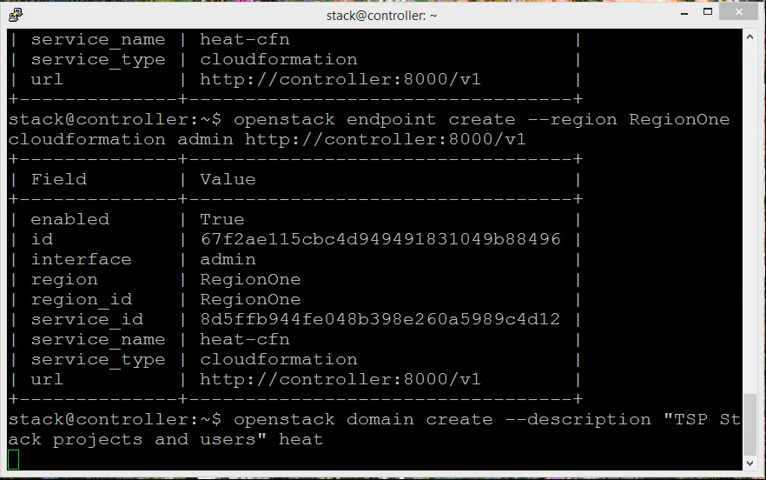 stack@controller: ~
| service_name | heat-cfn |
| service_type | cloudformation |
| url | http://controller:8000/v1 |
+--------------+----------------------------------+
stack@controller:~$ openstack endpoint create --region RegionOne
cloudformation admin http://controller:8000/v1
+--------------+----------------------------------+
| Field | Value |
+--------------+----------------------------------+
| enabled | True |
| id | 67f2ae115cbc4d949491831049b88496 |
| interface | admin |
| region | RegionOne |
| region_id | RegionOne |
| service_id | 8d5ffb944fe048b398e260a5989c4d12 |
| service_name | heat-cfn |
| service_type | cloudformation |
| url | http://controller:8000/v1 |
+--------------+----------------------------------+
stack@controller:~$ openstack domain create --description "TSP St
ack projects and users" heat